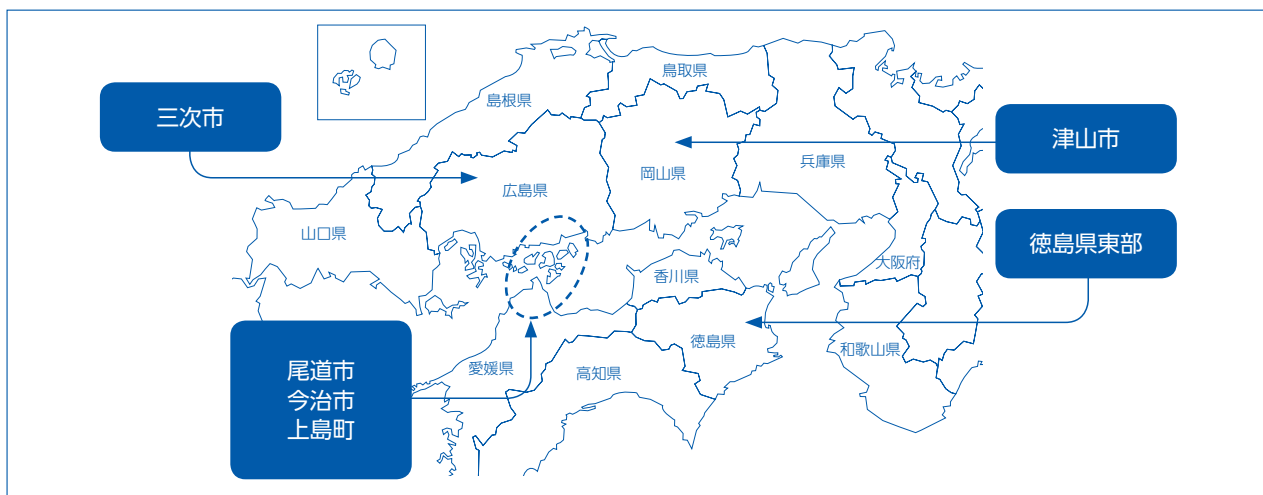 三次市
津山市
徳島県東部
尾道市
今治市
上島町
鳥取県
島根県
兵庫県
岡山県
広島県
山口県
大阪府
香川県
徳島県
和歌山県
愛媛県
高知県